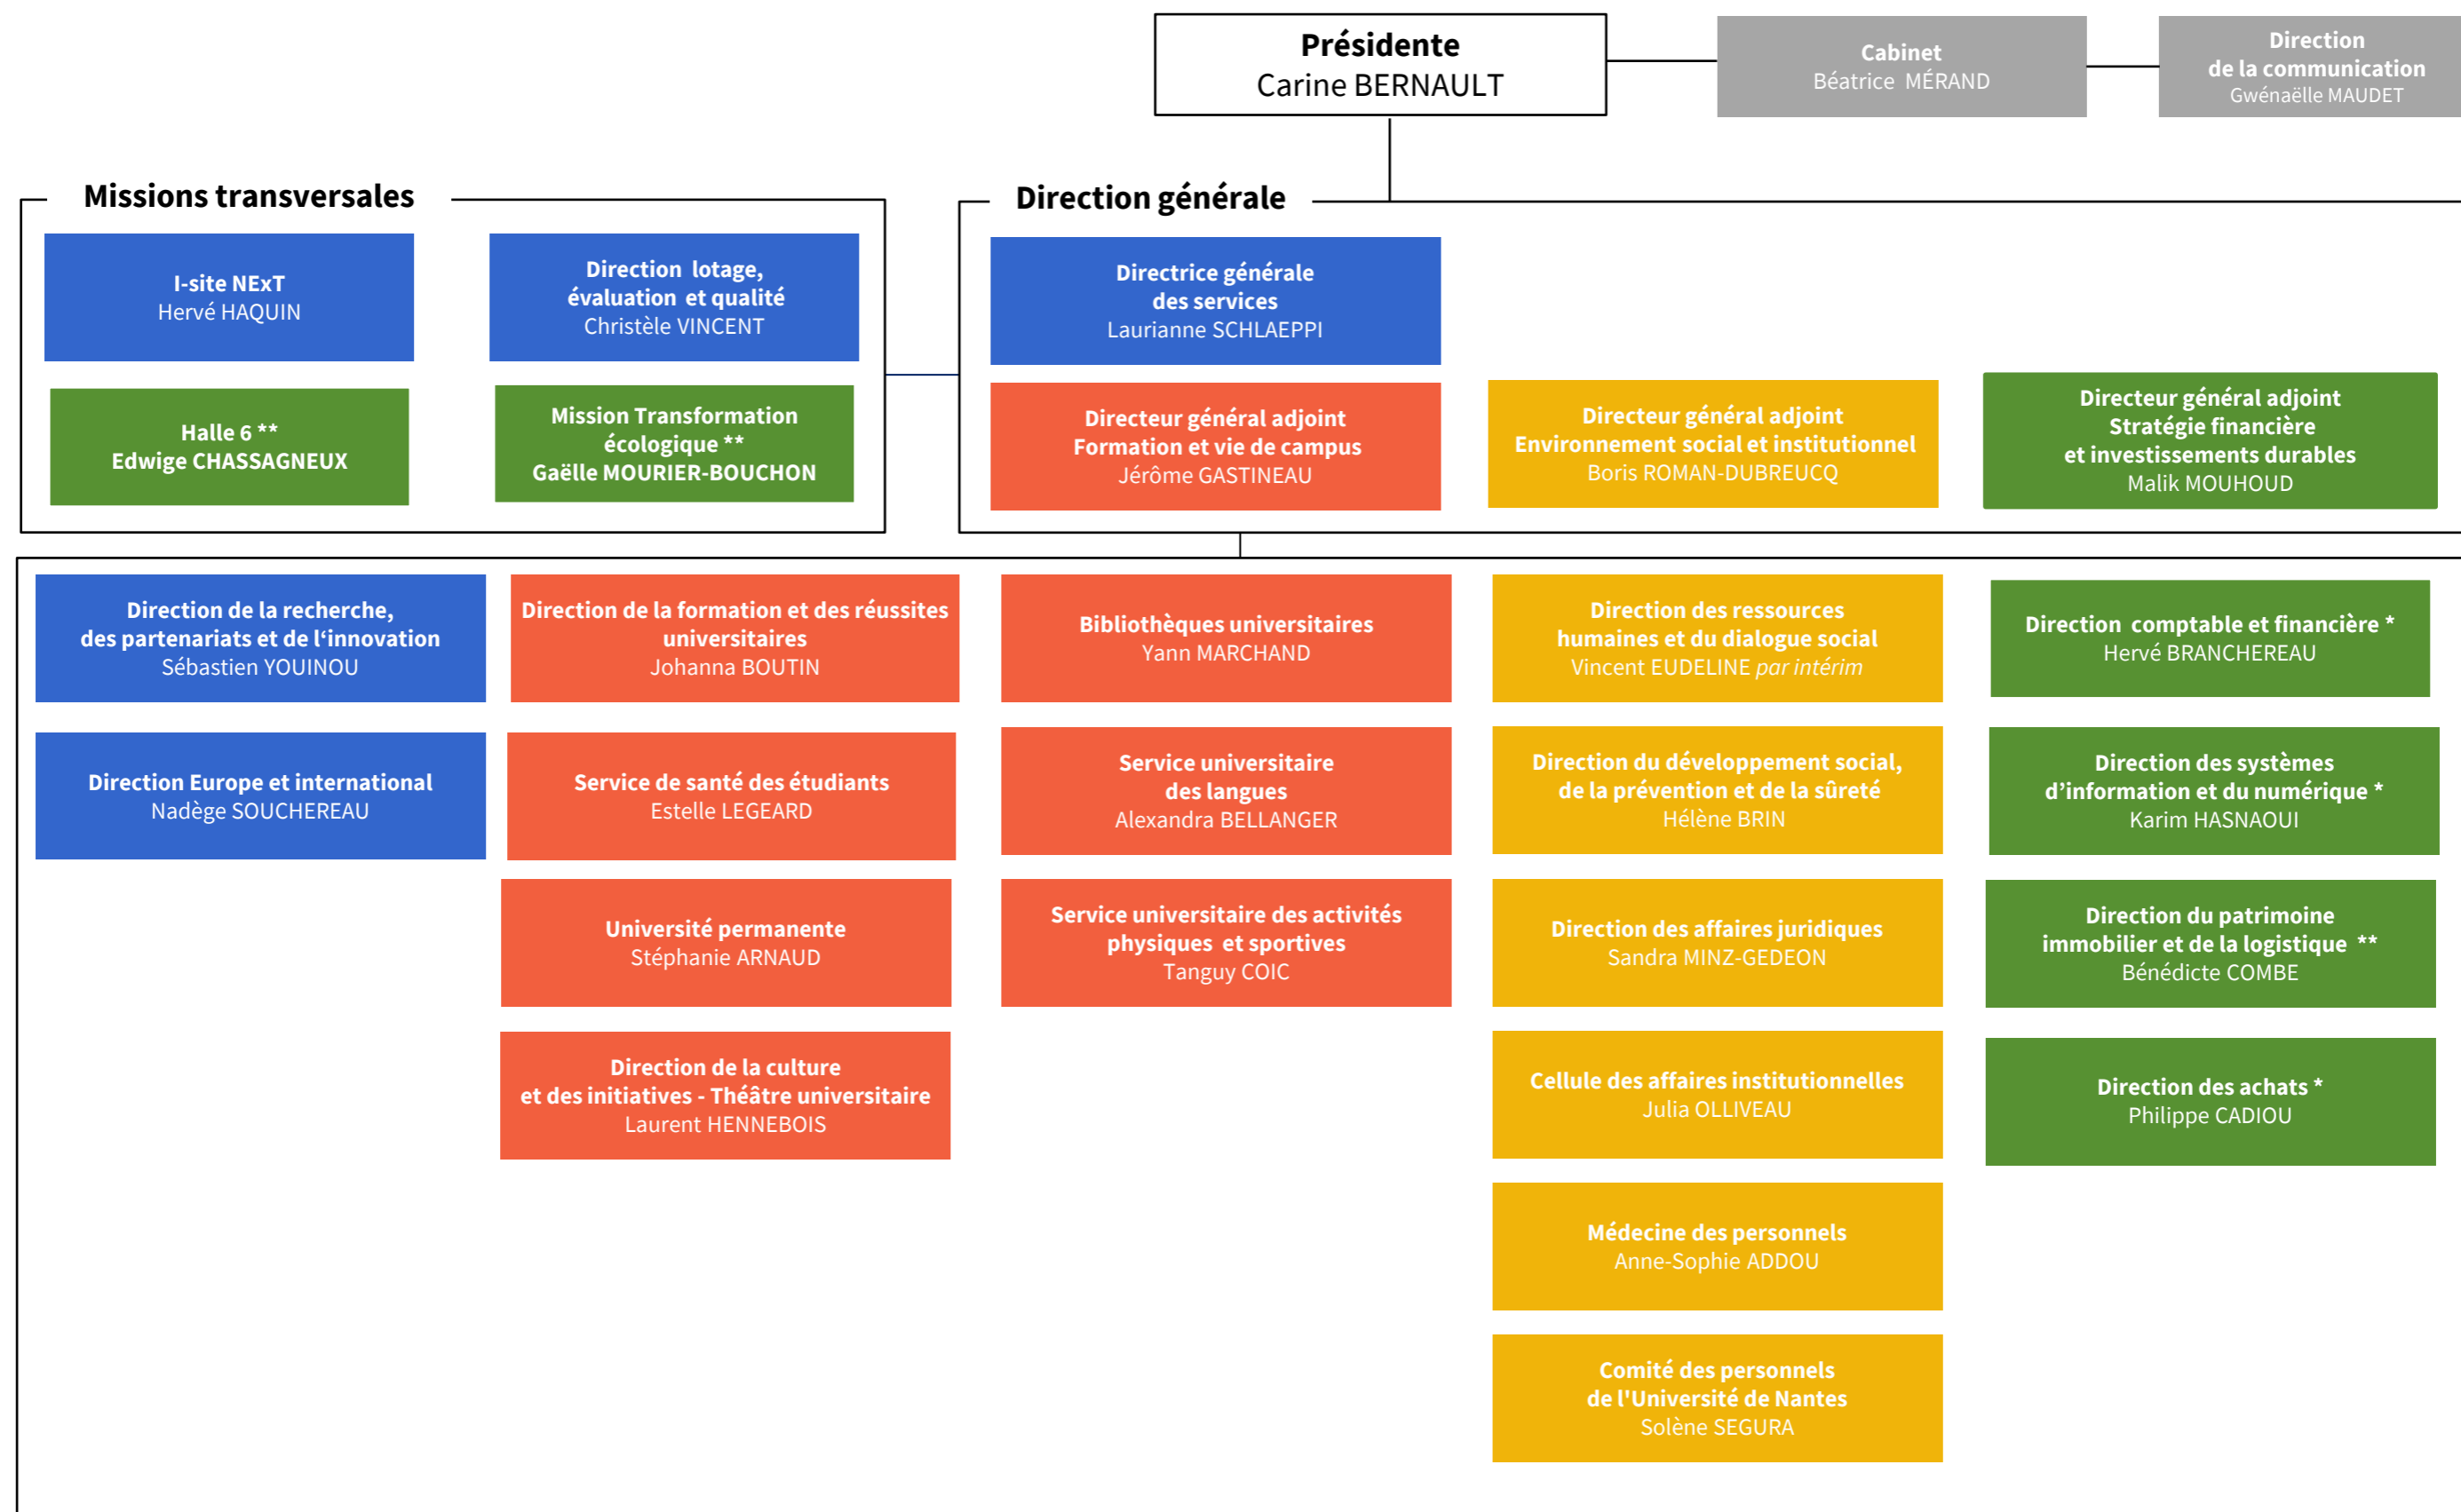 Présidente
Carine BERNAULT
Cabinet
Béatrice MÉRAND
Direction
de la communication
Gwénaëlle MAUDET
Missions transversales
I-site NExT
Hervé HAQUIN
Direction lotage,
évaluation et qualité
Christèle VINCENT
Halle 6 **
Edwige CHASSAGNEUX
Mission Transformation
écologique **
Gaëlle MOURIER-BOUCHON
Direction générale
Directrice générale
des services
Laurianne SCHLAEPPI
Directeur général adjoint
Formation et vie de campus
Jérôme GASTINEAU
Directeur général adjoint
Environnement social et institutionnel
Boris ROMAN-DUBREUCQ
Directeur général adjoint
Stratégie financière
et investissements durables
Malik MOUHOUD
Direction de la recherche,
des partenariats et de l‘innovation
Sébastien YOUINOU
Direction Europe et international
Nadège SOUCHEREAU
Direction de la formation et des réussites
universitaires
Johanna BOUTIN
Service de santé des étudiants
Estelle LEGEARD
Université permanente
Stéphanie ARNAUD
Direction de la culture
et des initiatives - Théâtre universitaire
Laurent HENNEBOIS
Bibliothèques universitaires
Yann MARCHAND
Service universitaire
des langues
Alexandra BELLANGER
Service universitaire des activités
physiques et sportives
Tanguy COIC
Direction des ressources
humaines et du dialogue social
Vincent EUDELINE par intérim
Direction du développement social,
de la prévention et de la sûreté
Hélène BRIN
Direction des affaires juridiques
Sandra MINZ-GEDEON
Cellule des affaires institutionnelles
Julia OLLIVEAU
Médecine des personnels
Anne-Sophie ADDOU
Comité des personnels
de l'Université de Nantes
Solène SEGURA
Direction comptable et financière *
Hervé BRANCHEREAU
Direction des systèmes
d’information et du numérique *
Karim HASNAOUI
Direction du patrimoine
immobilier et de la logistique **
Bénédicte COMBE
Direction des achats *
Philippe CADIOU